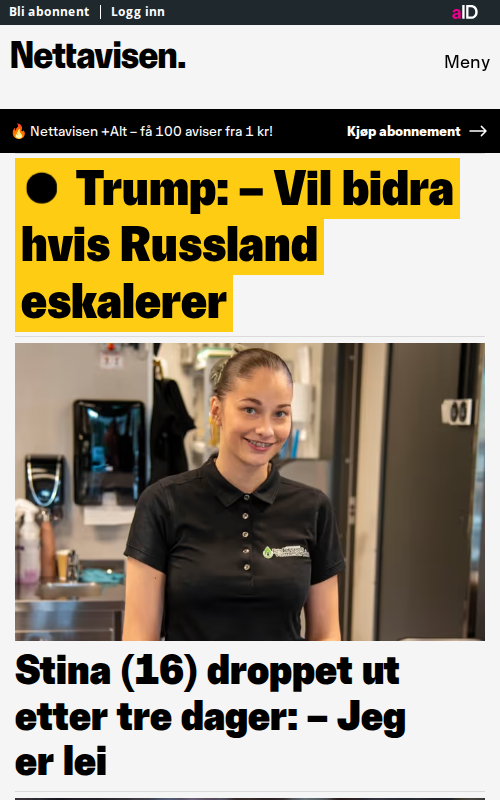 Bli abonnent | Logg inn
aID
Nettavisen.
Meny
🔥 Nettavisen +Alt – få 100 aviser fra 1 kr!
Kjøp abonnement →
Trump: – Vil bidra
hvis Russland
eskalerer
Stina (16) droppet ut
etter tre dager: – Jeg
er lei